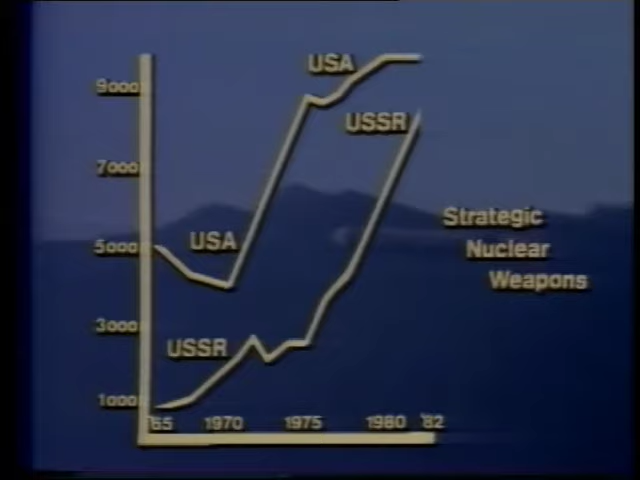 USA
9000
USSR
7000
Strategic
USA
5000
Nuclear
Weapons
3000
USSR
1000
'65 1970 1975 1980 '82